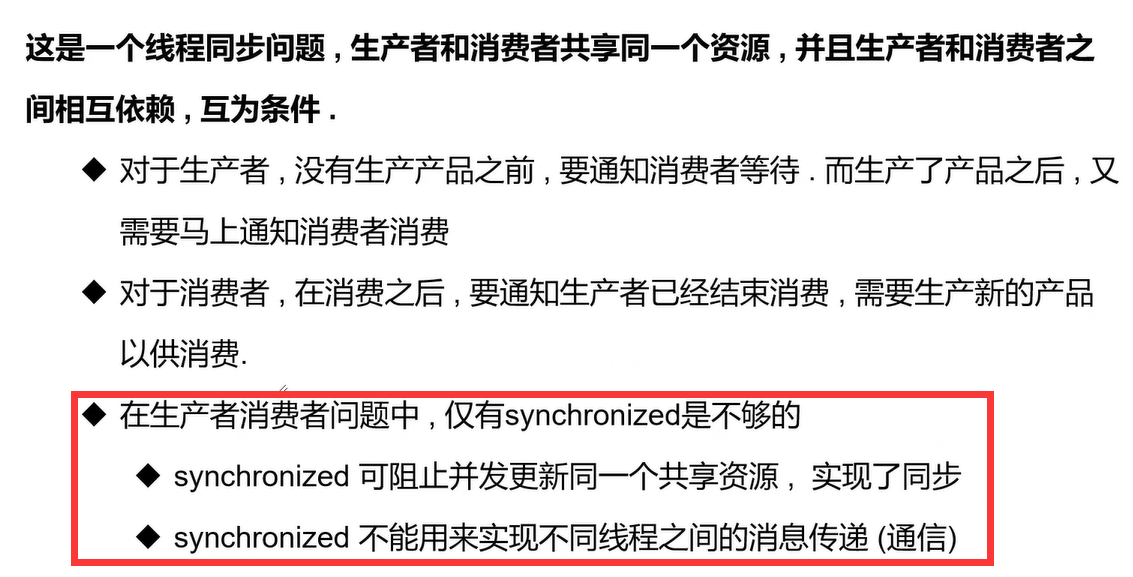 这是一个线程同步问题 , 生产者和消费者共享同一个资源 , 并且生产者和消费者之
间相互依赖 , 互为条件 .
◆ 对于生产者 , 没有生产产品之前 , 要通知消费者等待 . 而生产了产品之后 , 又
需要马上通知消费者消费
◆ 对于消费者 , 在消费之后 , 要通知生产者已经结束消费 , 需要生产新的产品
以供消费.
◆ 在生产者消费者问题中 , 仅有synchronized是不够的
◆ synchronized 可阻止并发更新同一个共享资源 , 实现了同步
◆ synchronized 不能用来实现不同线程之间的消息传递 (通信)